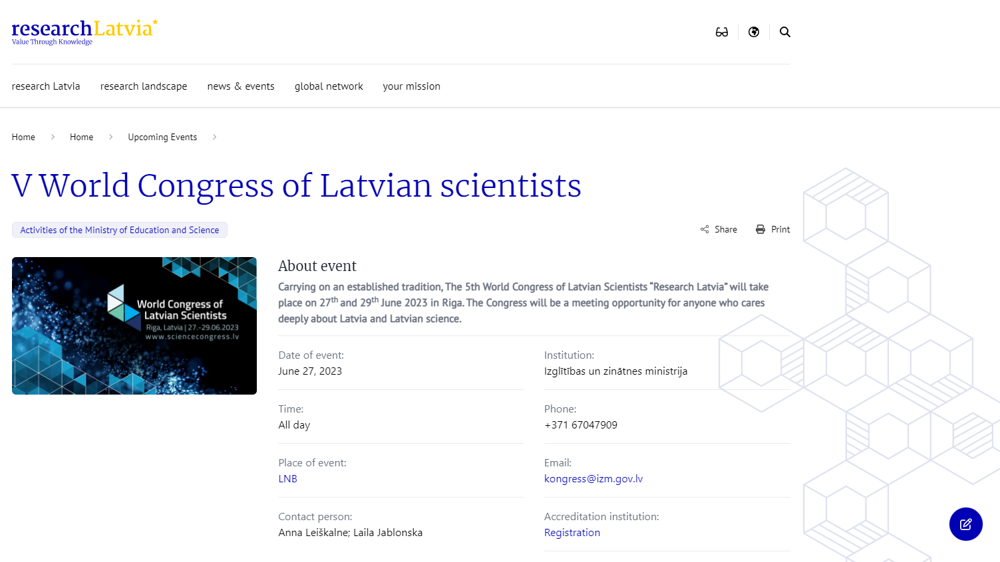 researchLatvia
Value Through Knowledge
research Latvia research landscape news & events global network your mission
Home Home Upcoming Events
V World Congress of Latvian scientists
Activities of the Ministry of Education and Science
Share Print
World Congress of
Latvian Scientists
Riga, Latvia | 27.-29.06.2023
www.sciencecongress.lv
About event
Carrying on an established tradition, The 5th World Congress of Latvian Scientists “Research Latvia” will take
place on 27th and 29th June 2023 in Riga. The Congress will be a meeting opportunity for anyone who cares
deeply about Latvia and Latvian science.
Date of event:
June 27, 2023
Institution:
Izglītības un zinātnes ministrija
Time:
All day
Phone:
+371 67047909
Place of event:
LNB
Email:
kongress@izm.gov.lv
Contact person:
Anna Leiškalne; Laila Jablonska
Accreditation institution:
Registration